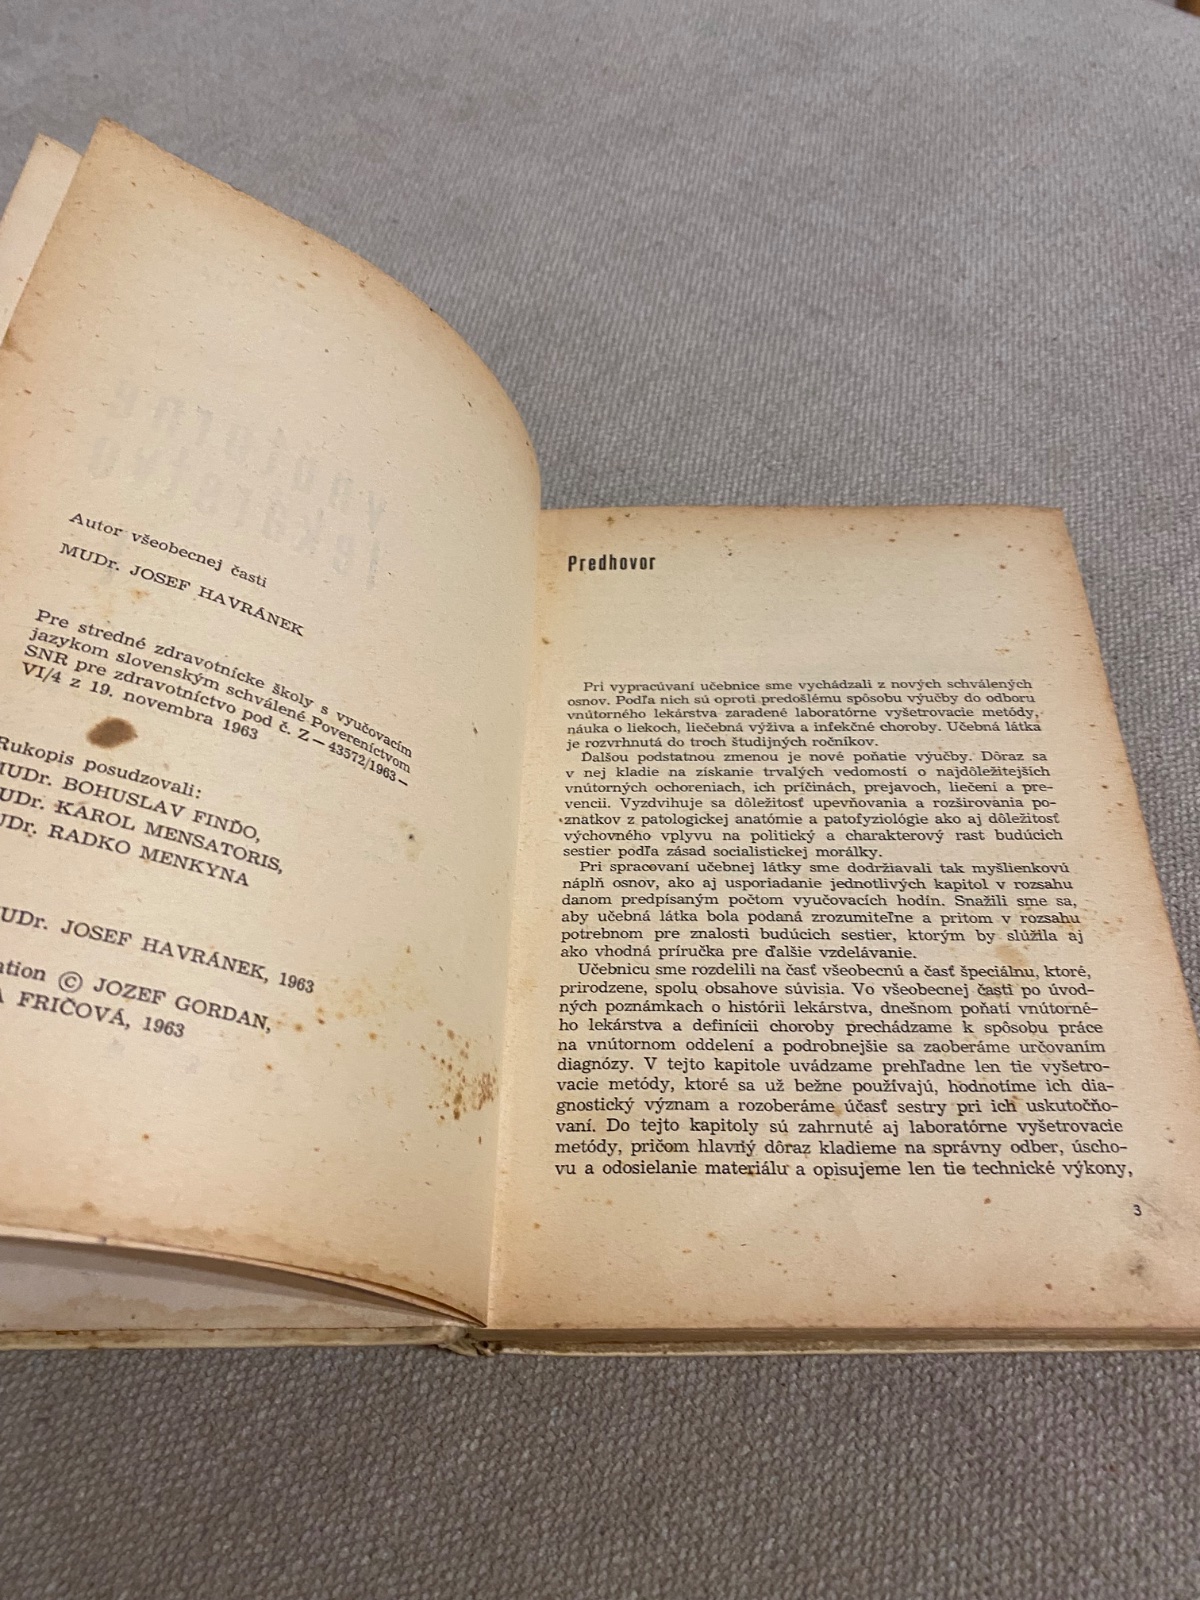 Autor všeobecnej časti
MUDr. JOSEF HAVRÁNEK
Pre stredné zdravotnícke školy s vyučovacím
jazykom slovenským schválené Povereníctvom
SNR pre zdravotníctvo pod č. Z — 43572/1963 —
VI/4 z 19. novembra 1963
Rukopis posudzovali:
MUDr. BOHUSLAV FINĎO,
UDr. KAROL MENSATORIS,
UDr. RADKO MENKYNA
UDr. JOSEF HAVRÁNEK, 1963
ation © JOZEF GORDAN,
A FRIČOVÁ, 1963
Predhovor
Pri vypracúvaní učebnice sme vychádzali z nových schválených
osnov. Podľa nich sú oproti predošlému spôsobu výučby do odboru
vnútorného lekárstva zaradené laboratórne vyšetrovacie metódy,
náuka o liekoch, liečebná výživa a infekčné choroby. Učebná látka
je rozvrhnutá do troch študijných ročníkov.
Ďalšou podstatnou zmenou je nové poňatie výučby. Dôraz sa
v nej kladie na získanie trvalých vedomostí o najdôležitejších
vnútorných ochoreniach, ich príčinách, prejavoch, liečení a pre-
vencii. Vyzdvihuje sa dôležitosť upevňovania a rozširovania po-
znatkov z patologickej anatómie a patofyziológie ako aj dôležitosť
výchovného vplyvu na politický a charakterový rast budúcich
sestier podľa zásad socialistickej morálky.
Pri spracovaní učebnej látky sme dodržiavali tak myšlienkovú
náplň osnov, ako aj usporiadanie jednotlivých kapitol v rozsahu
danom predpísaným počtom vyučovacích hodín. Snažili sme sa,
aby učebná látka bola podaná zrozumiteľne a pritom v rozsahu
potrebnom pre znalosti budúcich sestier, ktorým by slúžila aj
ako vhodná príručka pre ďalšie vzdelávanie.
Učebnicu sme rozdelili na časť všeobecnú a časť špeciálnu, ktoré,
prirodzene, spolu obsahove súvisia. Vo všeobecnej časti po úvod-
ných poznámkach o histórii lekárstva, dnešnom poňatí vnútorné-
ho lekárstva a definícii choroby prechádzame k spôsobu práce
na vnútornom oddelení a podrobnejšie sa zaoberáme určovaním
diagnózy. V tejto kapitole uvádzame prehľadne len tie vyšetro-
vacie metódy, ktoré sa už bežne používajú, hodnotíme ich dia-
gnostický význam a rozoberáme účasť sestry pri ich uskutočňo-
vaní. Do tejto kapitoly sú zahrnuté aj laboratórne vyšetrovacie
metódy, pričom hlavný dôraz kladieme na správny odber, úscho-
vu a odosielanie materiálu a opisujeme len tie technické výkony,
3